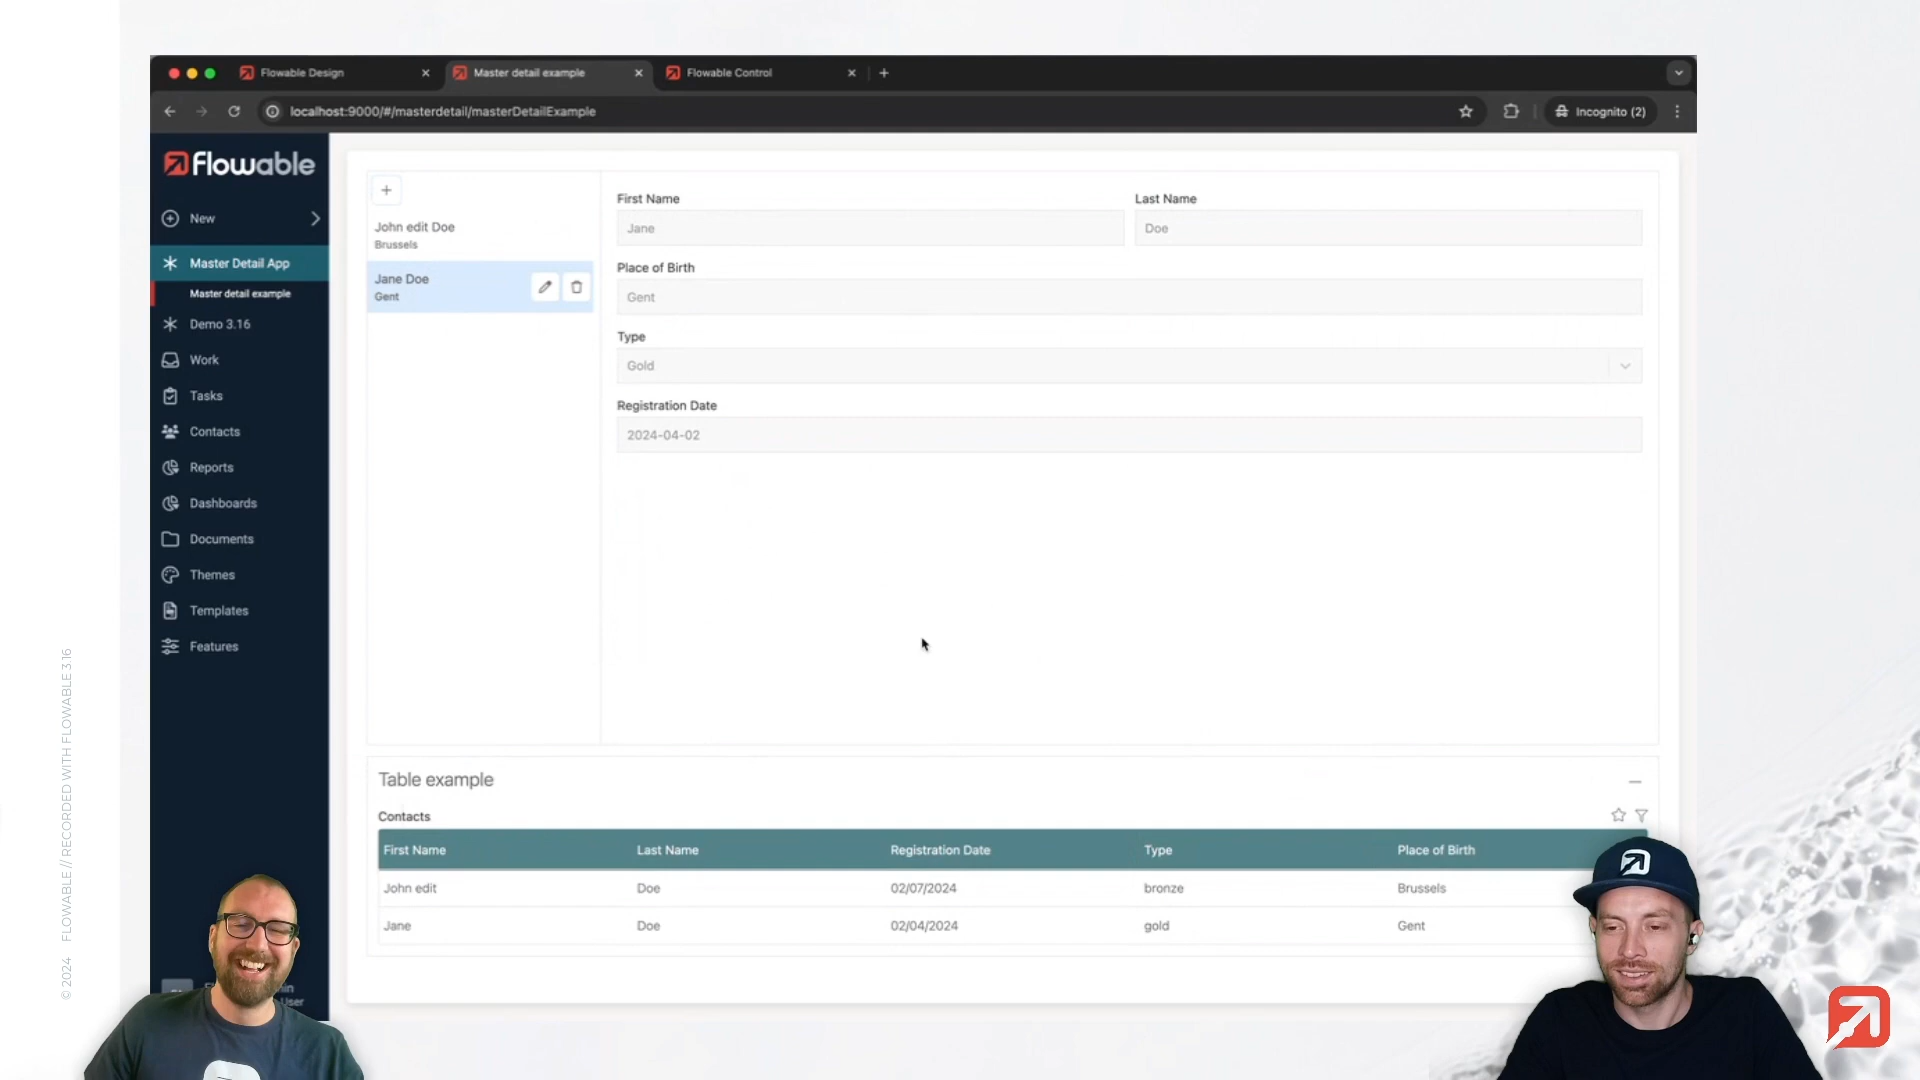 Flowable Design
Master detail example
Flowable Control
localhost:9000/#/masterdetail/masterDetailExample
Incognito (2)
Flowable
New
Master Detail App
Master detail example
Demo 3.16
Work
Tasks
Contacts
Reports
Dashboards
Documents
Themes
Templates
Features
User
John edit Doe
Brussels
Jane Doe
Gent
First Name
Last Name
Jane
Doe
Place of Birth
Gent
Type
Gold
Registration Date
2024-04-02
Table example
Contacts
First Name Last Name Registration Date Type Place of Birth
John edit Doe 02/07/2024 bronze Brussels
Jane Doe 02/04/2024 gold Gent
© 2024 FLOWABLE // RECORDED WITH FLOWABLE 3.16